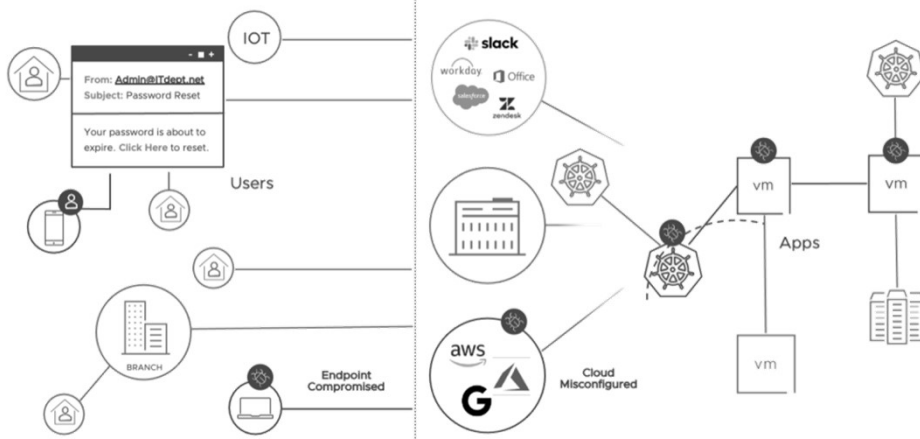 IOT
From: Admin@ITdept.net
Subject: Password Reset
Your password is about to
expire. Click Here to reset.
Users
BRANCH
Endpoint
Compromised
slack
workday.
Office
salesforce
zendesk
aws
G
Cloud
Misconfigured
vm
vm
Apps
vm